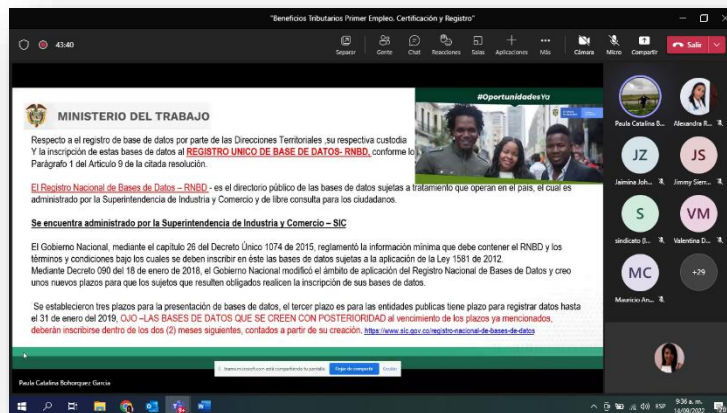 "Beneficios Tributarios Primer Empleo. Certificación y Registro"
43:40
Separar
Gente
Chat
Reacciones
Salas
Aplicaciones
Más
Cámara
Micro
Compartir
Salir
MINISTERIO DEL TRABAJO
#OportunidadesYa
Respecto a el registro de base de datos por parte de las Direcciones Territoriales ,su respectiva custodia
Y la inscripción de estas bases de datos al REGISTRO UNICO DE BASE DE DATOS- RNBD, conforme lo
Parágrafo 1 del Articulo 9 de la citada resolución.
El Registro Nacional de Bases de Datos – RNBD - es el directorio público de las bases de datos sujetas a tratamiento que operan en el país, el cual es
administrado por la Superintendencia de Industria y Comercio y de libre consulta para los ciudadanos.
Se encuentra administrado por la Superintendencia de Industria y Comercio – SIC
El Gobierno Nacional, mediante el capítulo 26 del Decreto Único 1074 de 2015, reglamentó la información mínima que debe contener el RNBD y los
términos y condiciones bajo los cuales se deben inscribir en éste las bases de datos sujetas a la aplicación de la Ley 1581 de 2012.
Mediante Decreto 090 del 18 de enero de 2018, el Gobierno Nacional modificó el ámbito de aplicación del Registro Nacional de Bases de Datos y creo
unos nuevos plazos para que los sujetos que resulten obligados realicen la inscripción de sus bases de datos.
Se establecieron tres plazos para la presentación de bases de datos, el tercer plazo es para las entidades publicas tiene plazo para registrar datos hasta
el 31 de enero del 2019, OJO –LAS BASES DE DATOS QUE SE CREEN CON POSTERIORIDAD al vencimiento de los plazos ya mencionados,
deberán inscribirse dentro de los dos (2) meses siguientes, contados a partir de su creación. https://www.sic.gov.co/registro-nacional-de-bases-de-datos
teams.microsoft.com está compartiendo tu pantalla.
Dejar de compartir
Ocultar
Paula Catalina Bohorquez Garcia
Paula Catalina B...
Alexandra R...
JZ
Jaimina Joh...
JS
Jimmy Sierr...
S
sindicato (I...
VM
Valentina D...
MC
Mauricio An...
+29
ESP
9:36 a. m.
14/09/2022